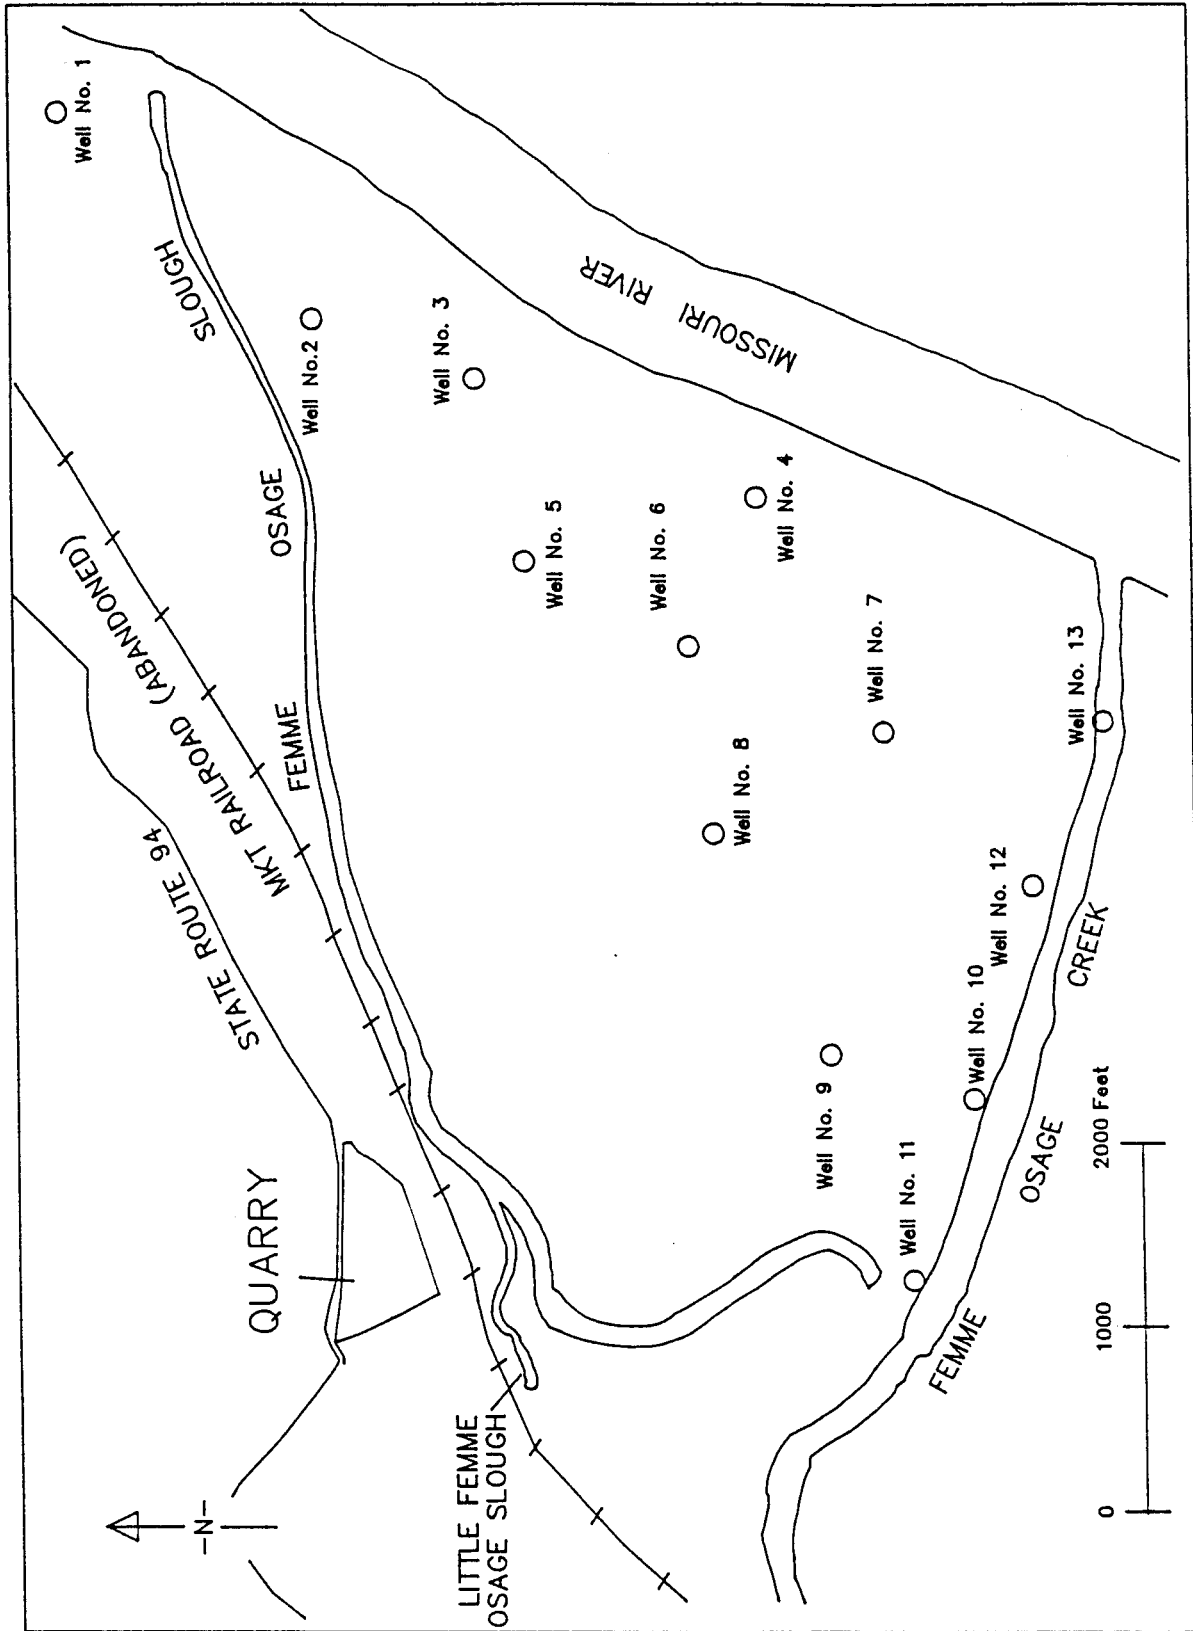 Well No. 1
SLOUGH
Well No.2
Well No. 3
OSAGE
MKT RAILROAD (ABANDONED)
Well No. 5
Well No. 6
Well No. 4
MISSOURI RIVER
STATE ROUTE 94
FEMME
Well No. 8
Well No. 7
Well No. 13
QUARRY
Well No. 9
Well No. 10
Well No. 12
CREEK
Well No. 11
OSAGE
FEMME
LITTLE FEMME
OSAGE SLOUGH
-N-
0
1000
2000 Feet